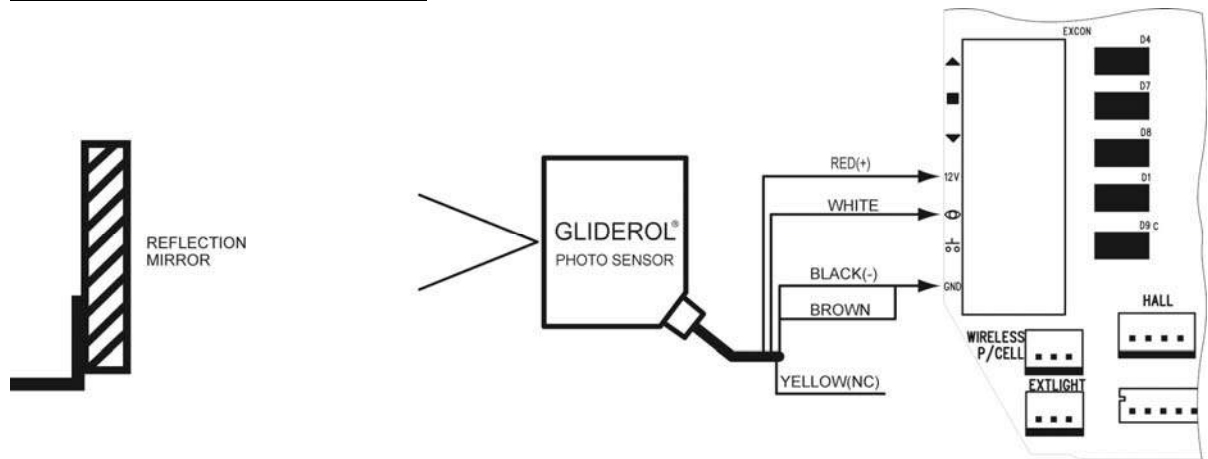 REFLECTION
MIRROR
GLIDEROL®
PHOTO SENSOR
RED(+)
WHITE
BLACK(-)
BROWN
YELLOW(NC)
EXCON
12V
GND
D4
D7
D8
D1
D9 C
HALL
WIRELESS
P/CELL
EXTLIGHT